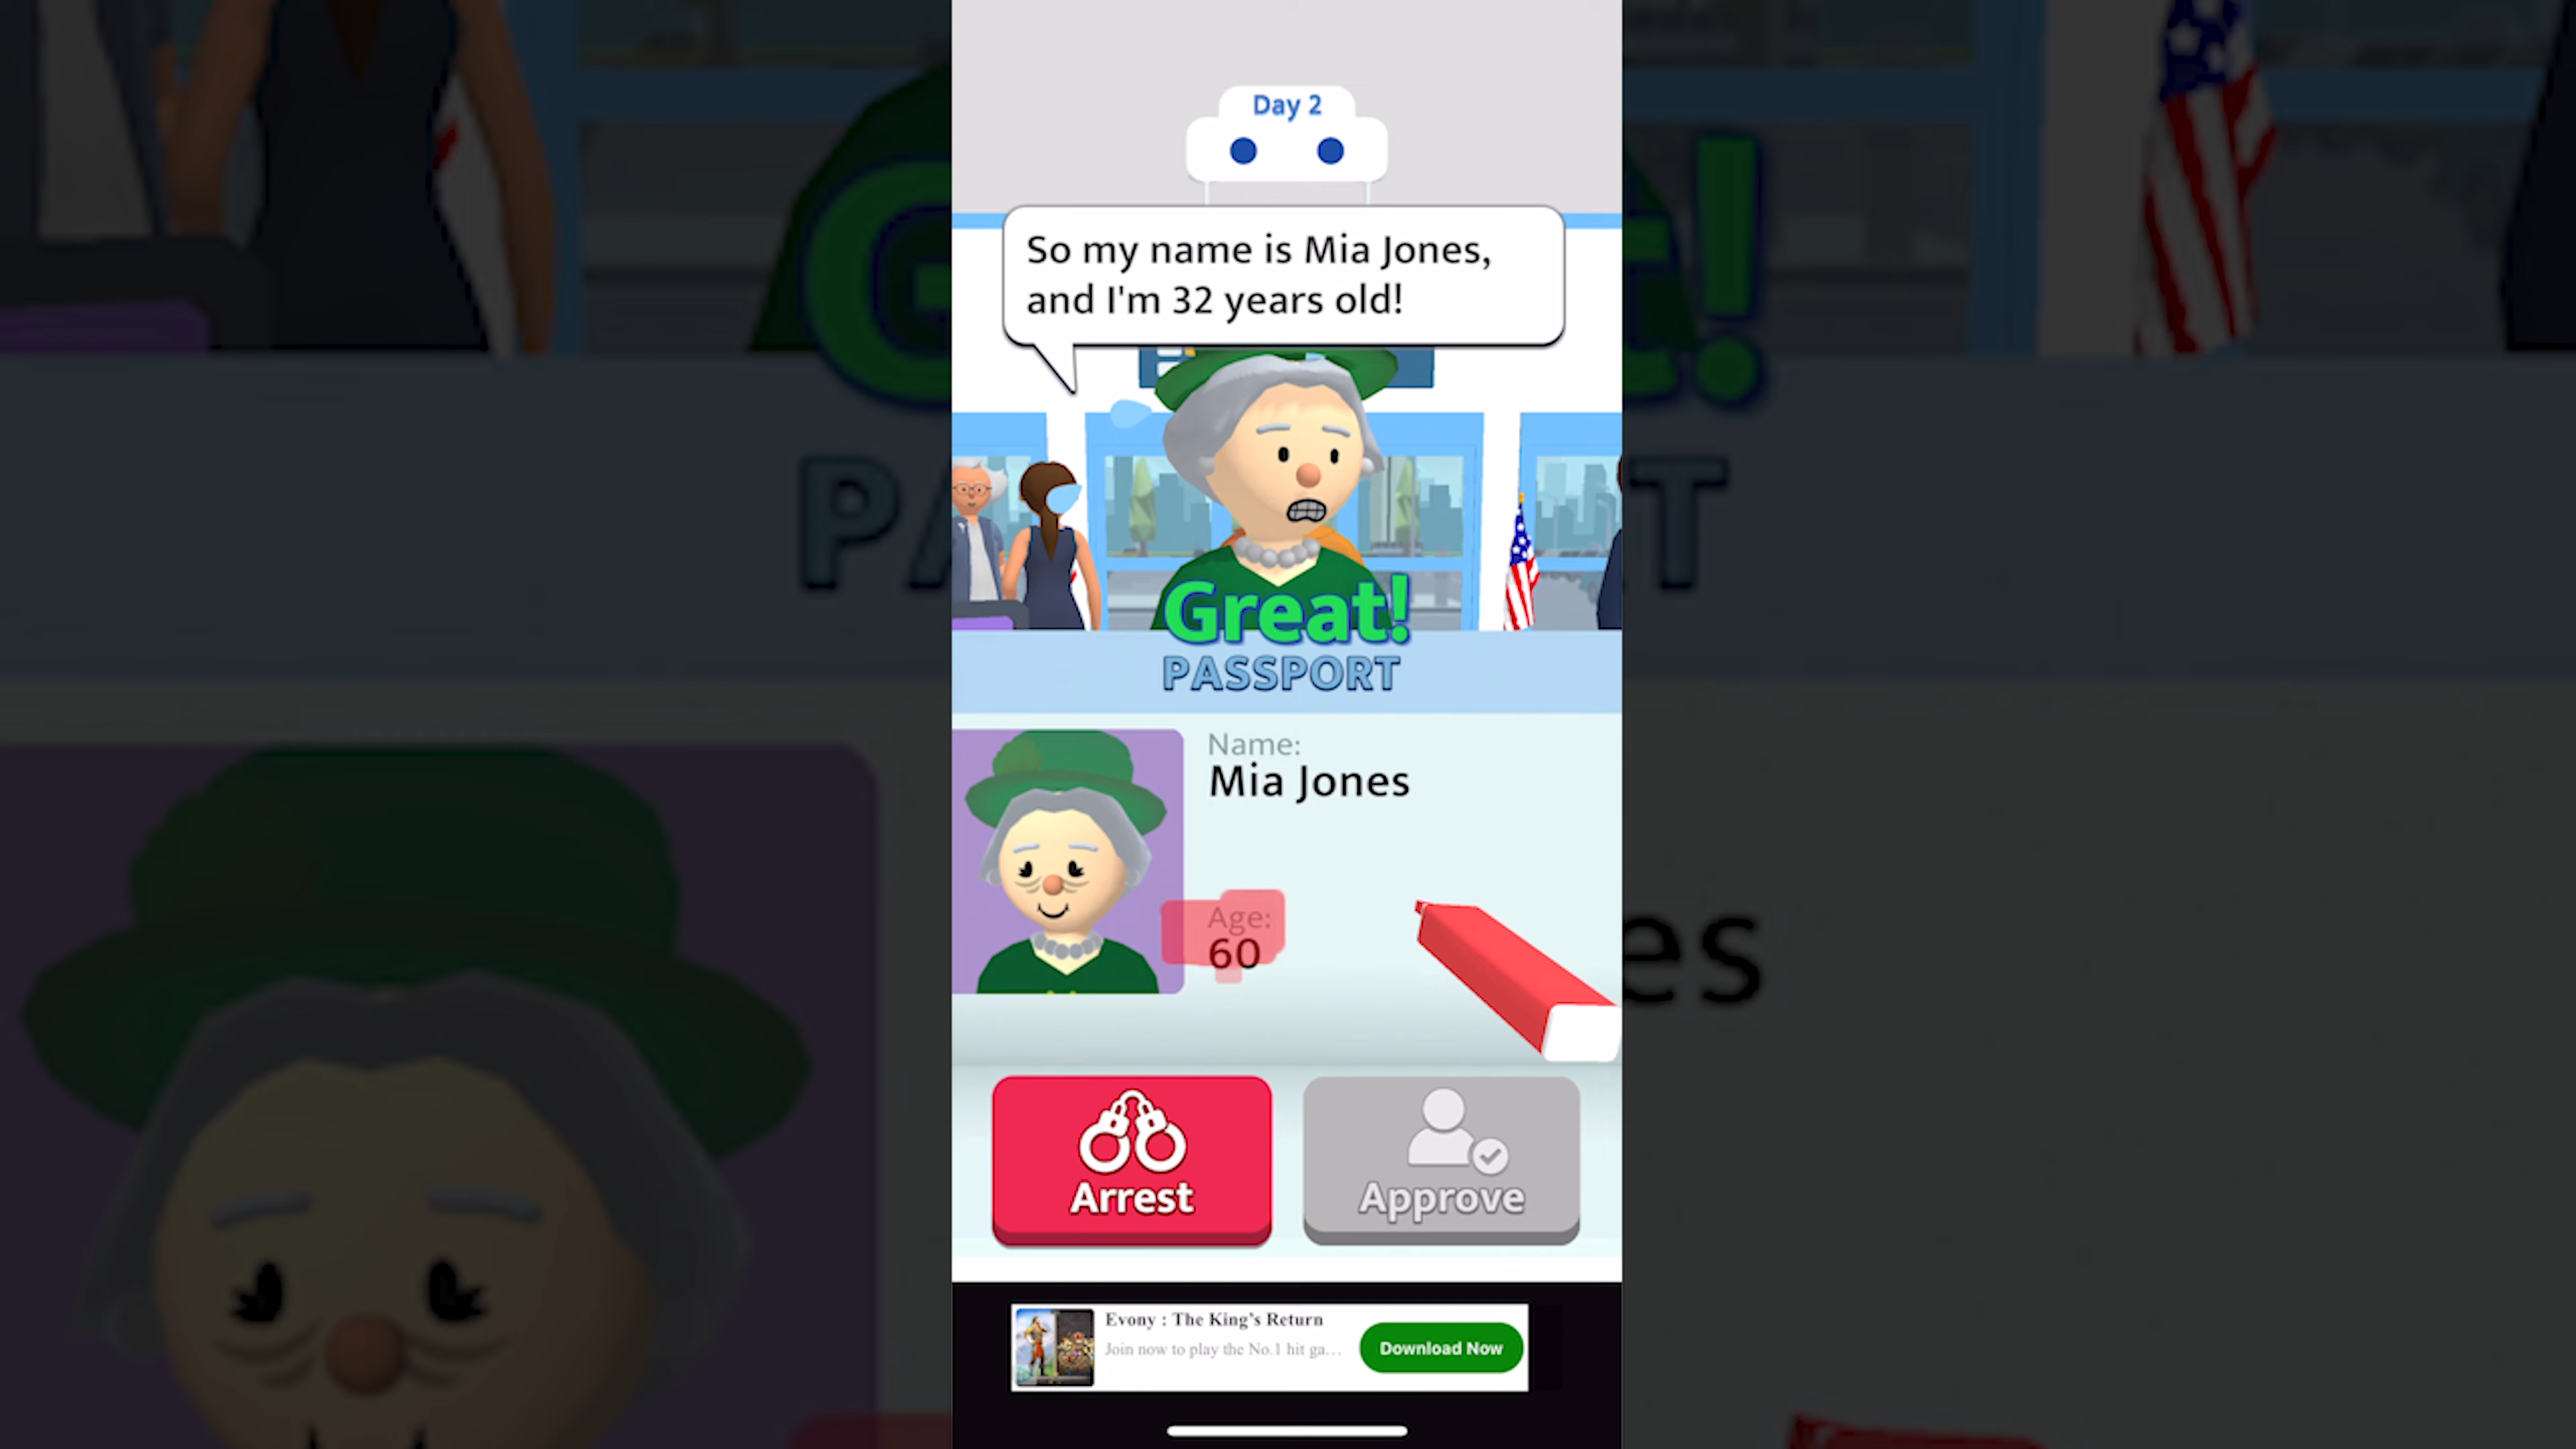 Day 2
So my name is Mia Jones,
and I'm 32 years old!
Great!
PASSPORT
Name:
Mia Jones
Age:
60
Arrest
Approve
Evony : The King's Return
Join now to play the No.1 hit ga...
Download Now